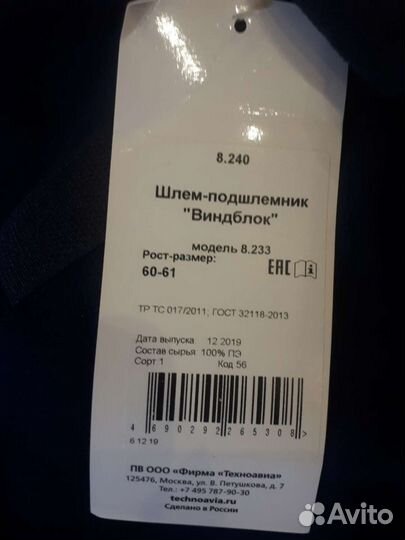 8.240
Шлем-подшлемник
"Виндблок"
модель 8.233
Рост-размер:
60-61
ЕАС
ТР ТС 017/2011, ГОСТ 32118-2013
Дата выпуска 12.2019
Состав сырья 100% ПЭ
Сорт 1 Код 56
4 690292 265308 >
6 12 19
ПВ ООО «Фирма «Техноавиа»
125476, Москва, ул. В. Петушкова, д. 7
Тел.: +7 495 787-90-30
technoavia.ru
Сделано в России
Avito